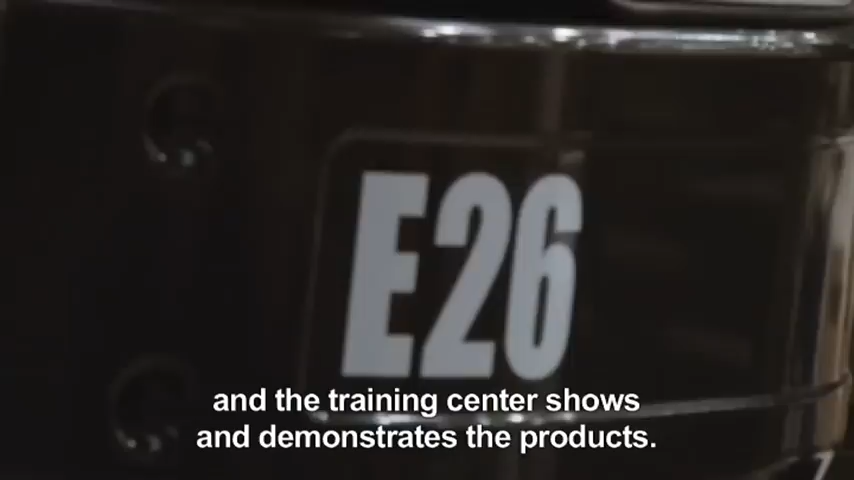 E26
and the training center shows
and demonstrates the products.